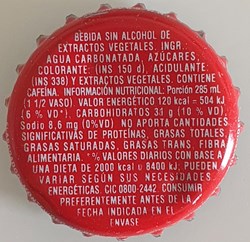 BEBIDA SIN ALCOHOL DE
EXTRACTOS VEGETALES. INGR.:
AGUA CARBONATADA, AZÚCARES,
COLORANTE: (INS 150 d), ACIDULANTE:
(INS 338) Y EXTRACTOS VEGETALES. CONTIENE
CAFEÍNA. INFORMACIÓN NUTRICIONAL: Porción 285 ml
(1 1/2 VASO) VALOR ENERGÉTICO 120 kcal = 504 kJ
(6 % VD*). CARBOHIDRATOS 31 g (10 % VD),
Sodio 8,6 mg (0%VD) NO APORTA CANTIDADES
SIGNIFICATIVAS DE PROTEÍNAS, GRASAS TOTALES,
GRASAS SATURADAS, GRASAS TRANS, FIBRA
ALIMENTARIA. *% VALORES DIARIOS CON BASE A
UNA DIETA DE 2000 kcal = 8400 kJ, PUEDEN
VARIAR SEGÚN SUS NECESIDADES
ENERGÉTICAS. CIC 0800-2442. CONSUMIR
PREFERENTEMENTE ANTES DE LA
FECHA INDICADA EN EL
ENVASE